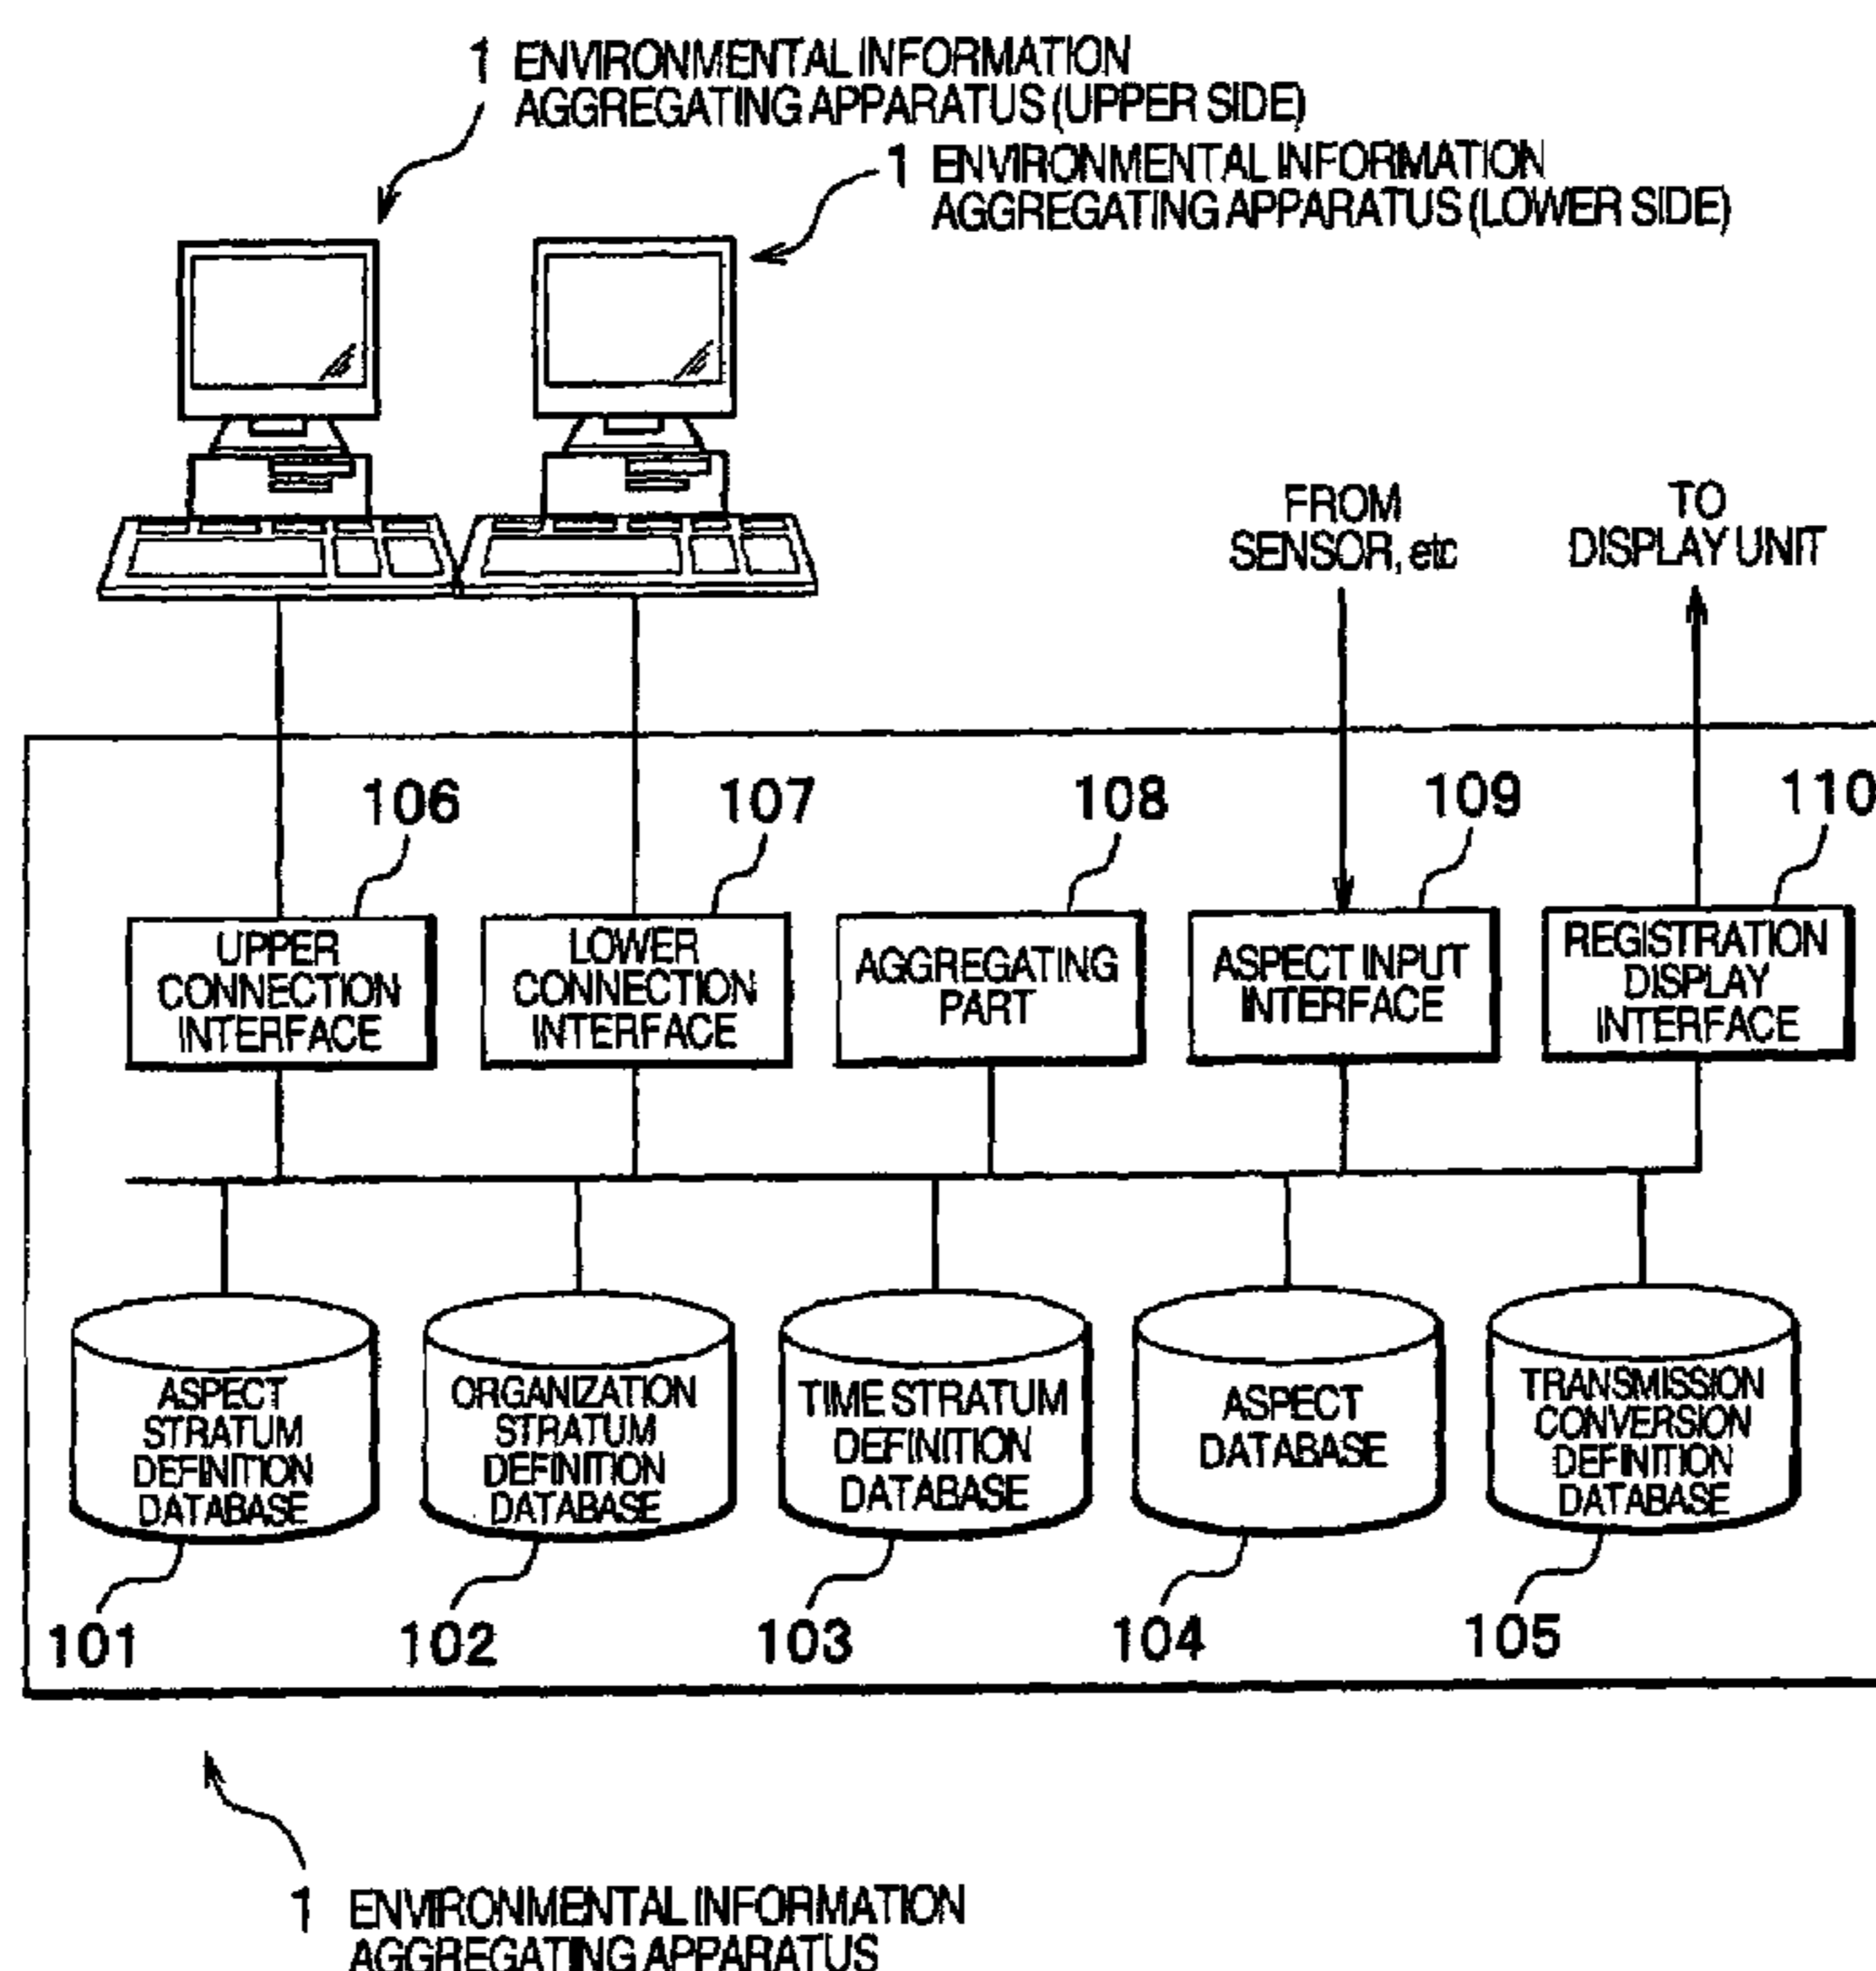 1 ENVIRONMENTAL INFORMATION
AGGREGATING APPARATUS (UPPER SIDE)
1 ENVIRONMENTAL INFORMATION
AGGREGATING APPARATUS (LOWER SIDE)
FROM
SENSOR, etc
TO
DISPLAY UNIT
106
107
108
109
110
UPPER
CONNECTION
INTERFACE
LOWER
CONNECTION
INTERFACE
AGGREGATING
PART
ASPECT INPUT
INTERFACE
REGISTRATION
DISPLAY
INTERFACE
ASPECT
STRATUM
DEFINITION
DATABASE
ORGANIZATION
STRATUM
DEFINITION
DATABASE
TIME STRATUM
DEFINITION
DATABASE
ASPECT
DATABASE
TRANSMISSION
CONVERSION
DEFINITION
DATABASE
101
102
103
104
105
1 ENVIRONMENTAL INFORMATION
AGGREGATING APPARATUS